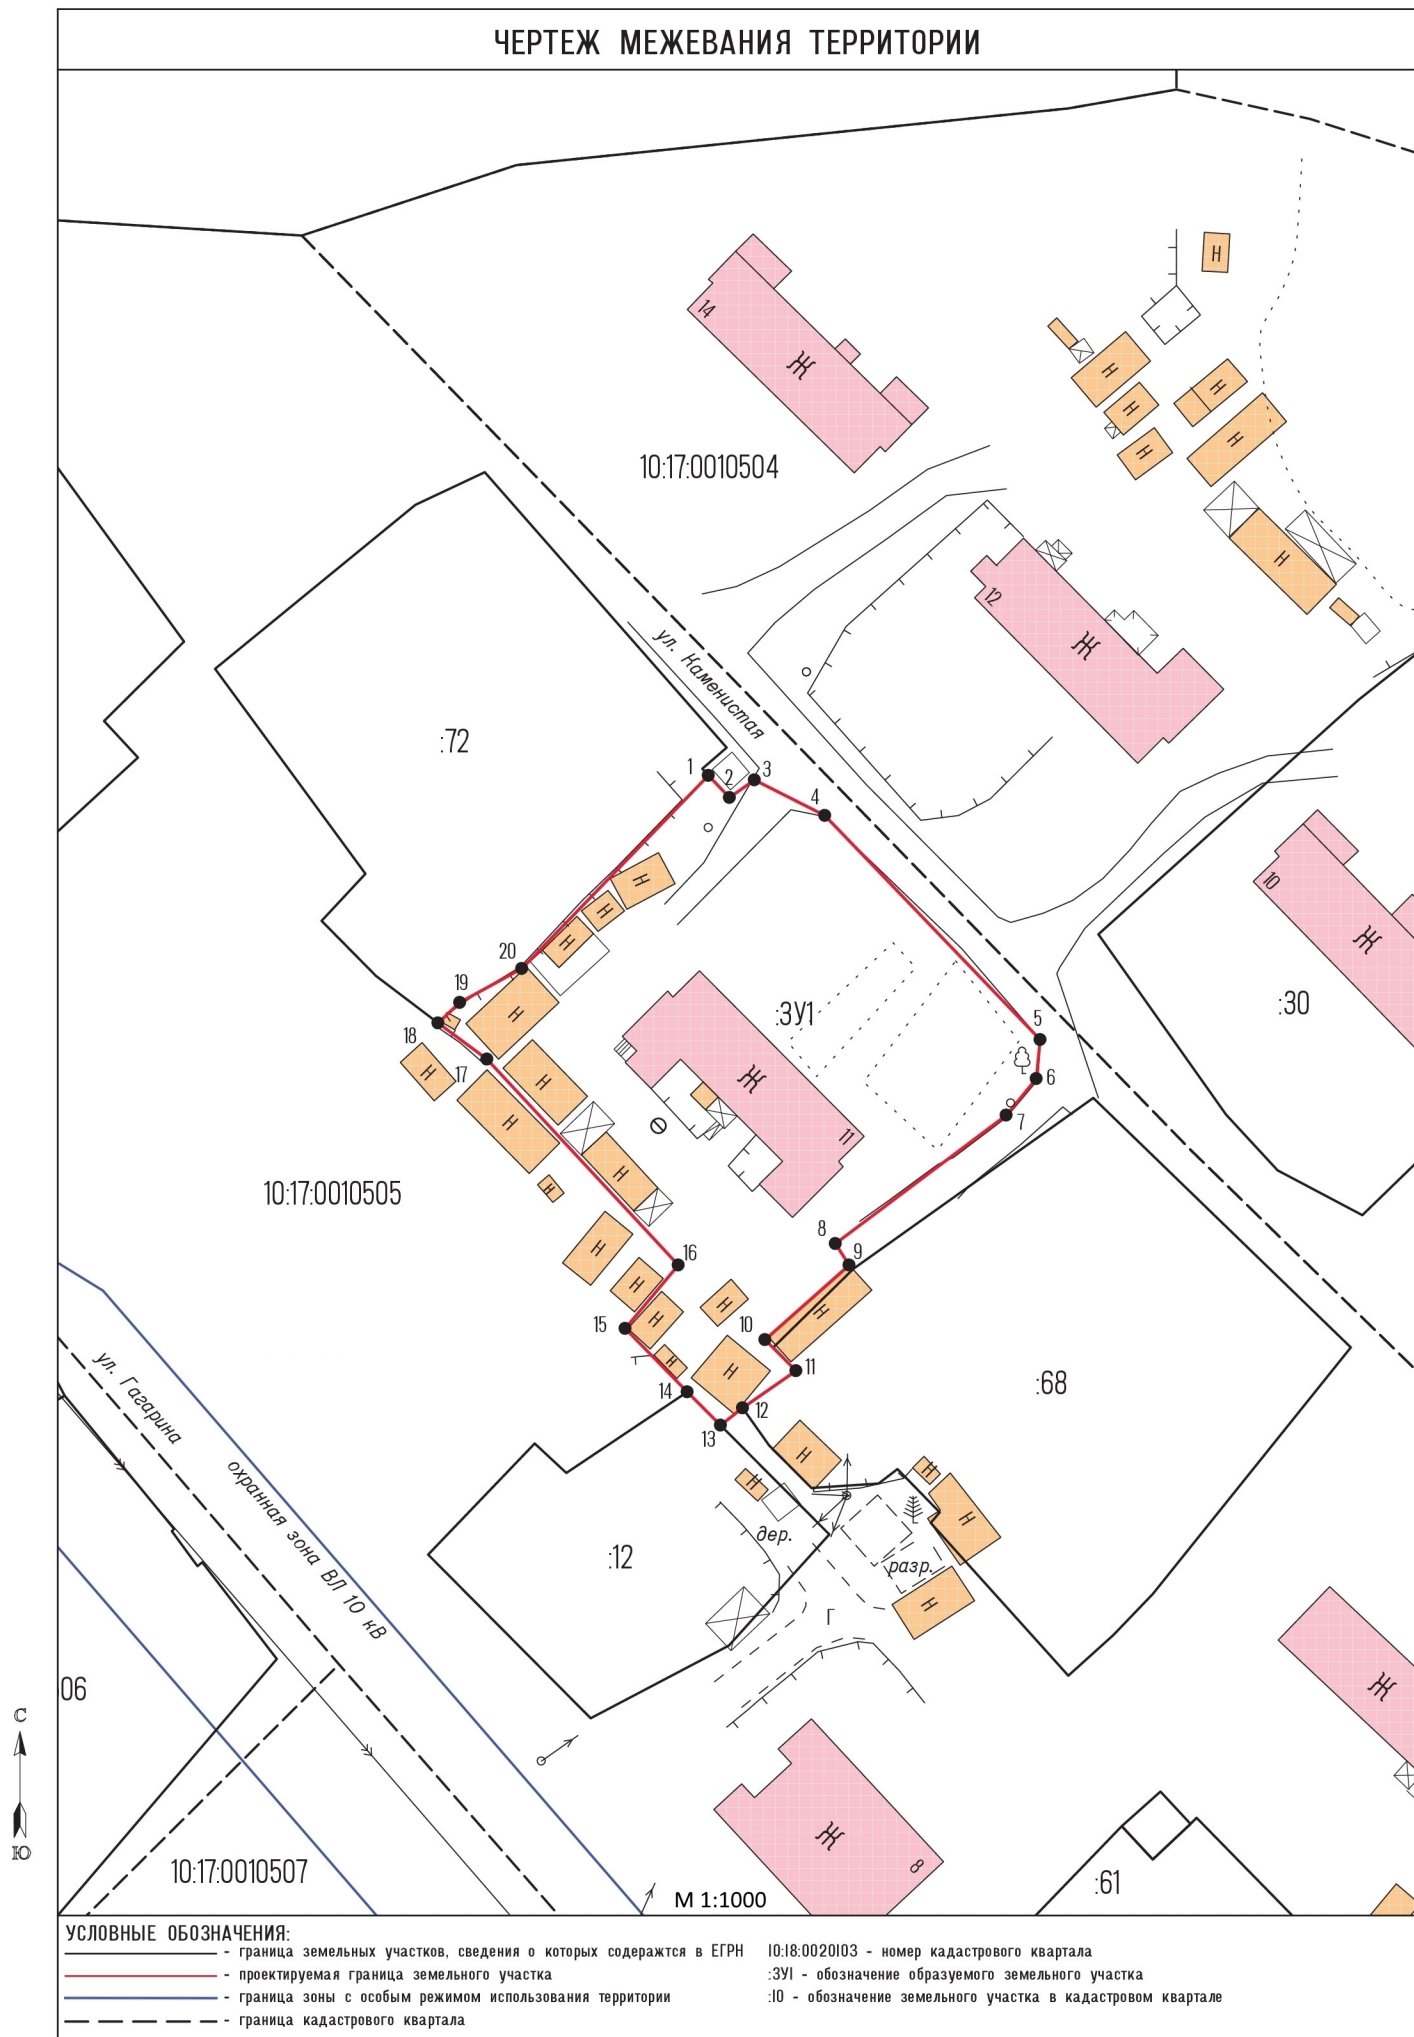 ЧЕРТЕЖ МЕЖЕВАНИЯ ТЕРРИТОРИИ
Н
14
Ж
Н
Н
Н
Н
Н
10:17:0010504
Н
12
Ж
ул. Каменистая
:72
1
2
3
4
10
Ж
Н
Н
Н
20
19
18
17
Н
Н
Н
Н
:ЗУ1
5
6
7
:30
Ж
11
Н
Н
Н
10:17:0010505
8
9
16
Н
Н
Н
Н
Н
15
10
11
Н
Н
14
12
13
:68
ул. Гагарина
охранная зона ВЛ 10 кВ
Н
Н
Н
Н
дер.
:12
разр.
Н
Г
06
С
Ю
Ж
Ж
8
10:17:0010507
:61
М 1:1000
УСЛОВНЫЕ ОБОЗНАЧЕНИЯ:
- граница земельных участков, сведения о которых содеражтся в ЕГРН
- проектируемая граница земельного участка
- граница зоны с особым режимом использования территории
- граница кадастрового квартала
10:18:0020103 - номер кадастрового квартала
:ЗУ1 - обозначение образуемого земельного участка
:10 - обозначение земельного участка в кадастровом квартале